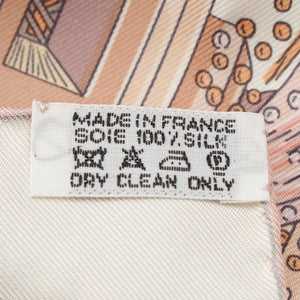 MADE IN FRANCE
SOIE 100% SILK
DRY CLEAN ONLY